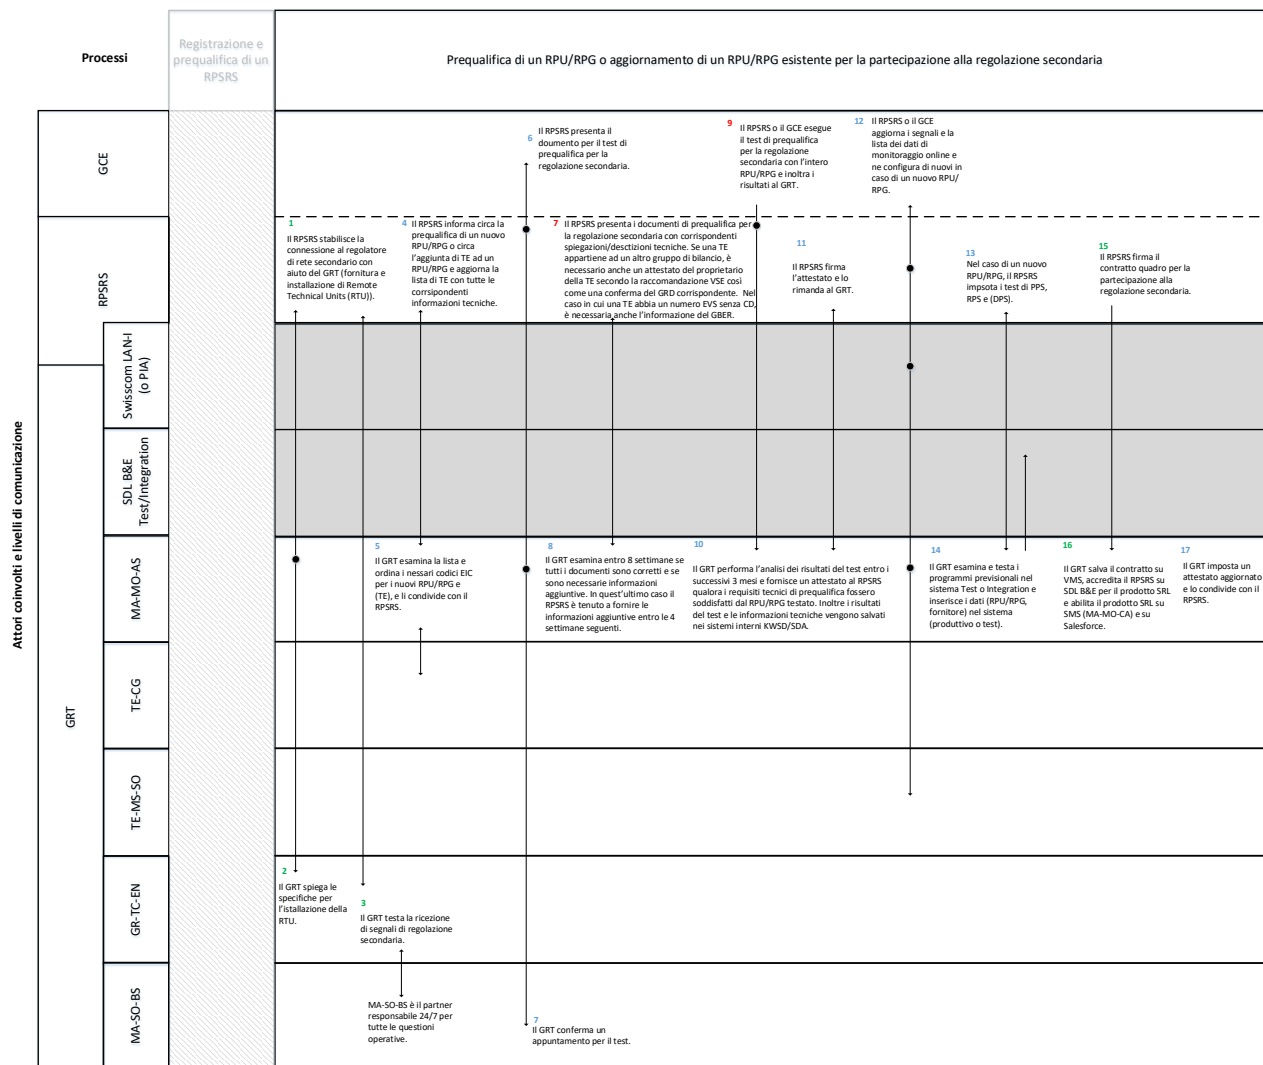 Processi
Registrazione e
prequalifica di un
RPSRS
Prequalifica di un RPU/RPG o aggiornamento di un RPU/RPG esistente per la partecipazione alla regolazione secondaria
Attori coinvolti e livelli di comunicazione
GCE
6
Il RPSRS presenta il
doumento per il test di
prequalifica per la
regolazione secondaria.
9
Il RPSRS o il GCE esegue
il test di prequalifica
per la regolazione
secondaria con l'intero
RPU/RPG e inoltra i
risultati al GRT.
12
Il RPSRS o il GCE
aggiorna i segnali e la
lista dei dati di
monitoraggio online e
ne configura di nuovi in
caso di un nuovo RPU/
RPG.
RPSRS
1
Il RPSRS stabilisce la
connessione al regolatore
di rete secondario con
aiuto del GRT (fornitura e
installazione di Remote
Technical Units (RTU)).
4
Il RPSRS informa circa la
prequalifica di un nuovo
RPU/RPG o circa
l'aggiunta di TE ad un
RPU/RPG e aggiorna la
lista di TE con tutte le
corrsipondenti
informazioni tecniche.
7
Il RPSRS presenta i documenti di prequalifica per
la regolazione secondaria con corrispondenti
spiegazioni/desctizioni tecniche. Se una TE
appartiene ad un altro gruppo di bilancio, è
necessario anche un attestato del proprietario
della TE secondo la raccomandazione VSE così
come una conferma del GRD corrispondente. Nel
caso in cui una TE abbia un numero EVS senza CD,
è necessaria anche l'informazione del GBER.
11
Il RPSRS firma
l'attestato e lo
rimanda al GRT.
13
Nel caso di un nuovo
RPU/RPG, il RPSRS
impsota i test di PPS,
RPS e (DPS).
15
Il RPSRS firma il
contratto quadro per la
partecipazione alla
regolazione secondaria.
GRT
Swisscom LAN-I
(o PIA)
SDL B&E
Test/Integration
MA-MO-AS
5
Il GRT esamina la lista e
ordina i nessari codici EIC
per i nuovi RPU/RPG e
(TE), e li condivide con il
RPSRS.
8
Il GRT esamina entro 8 settimane se
tutti i documenti sono corretti e se
sono necessarie informazioni
aggiuntive. In quest'ultimo caso il
RPSRS è tenuto a fornire le
informazioni aggiuntive entro le 4
settimane seguenti.
10
Il GRT performa l'analisi dei risultati del test entro i
successivi 3 mesi e fornisce un attestato al RPSRS
qualora i requisiti tecnici di prequalifica fossero
soddisfatti dal RPU/RPG testato. Inoltre i risultati
del test e le informazioni tecniche vengono salvati
nei sistemi interni KWSD/SDA.
14
Il GRT examina e testa i
programmi previsionali nel
sistema Test o Integration e
inserisce i dati (RPU/RPG,
fornitore) nel sistema
(produttivo o test).
16
Il GRT salva il contratto su
VMS, accredita il RPSRS su
SDL B&E per il prodotto SRL
e abilita il prodotto SRL su
SMS (MA-MO-CA) e su
Salesforce.
17
Il GRT imposta un
attestato aggiornato
e lo condivide con il
RPSRS.
TE-CG
TE-MS-SO
GR-TC-EN
2
Il GRT spiega le
specifiche per
l'istallazione della
RTU.
3
Il GRT testa la ricezione
di segnali di regolazione
secondaria.
MA-SO-BS
MA-SO-BS è il partner
responsabile 24/7 per
tutte le questioni
operative.
7
Il GRT conferma un
appuntamento per il test.